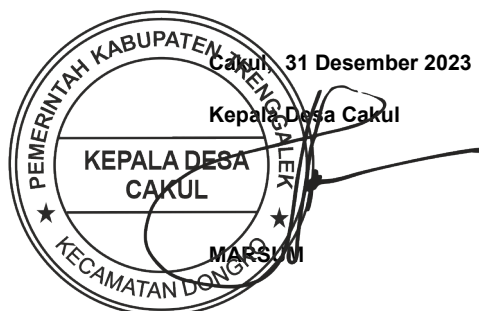 PEMERINTAH KABUPATEN TRENGGALEK
Cakul, 31 Desember 2023
Kepala Desa Cakul
KEPALA DESA
CAKUL
MARSUM
KECAMATAN DONGKO